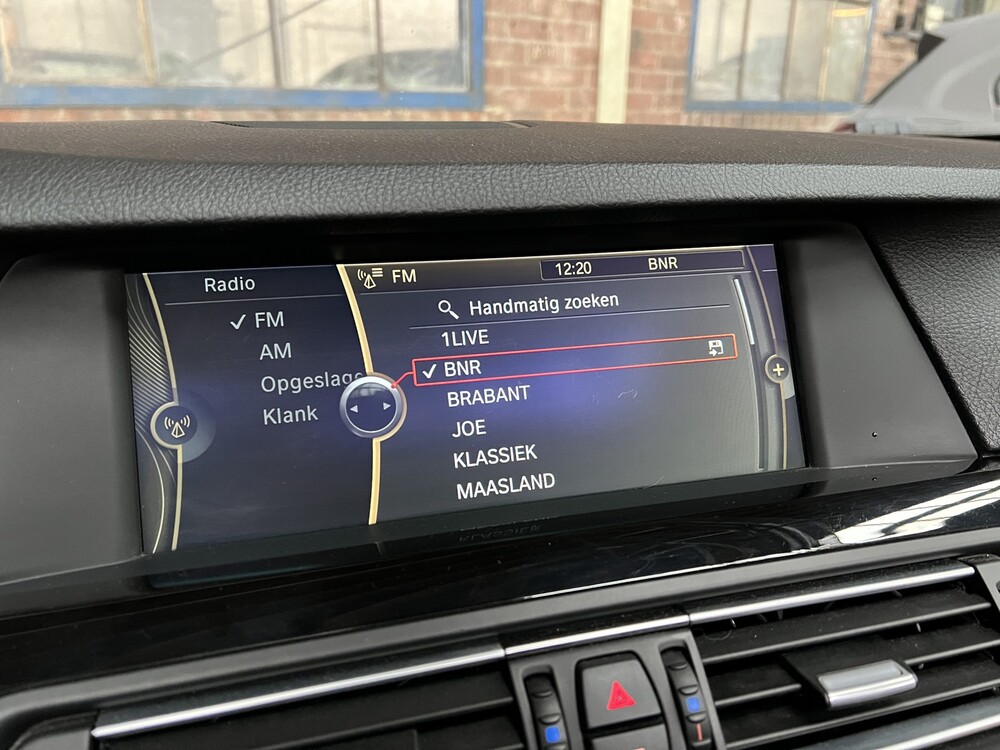 Radio
FM 12:20 BNR
✓ FM
AM
Opgeslage
Klank
Handmatig zoeken
1LIVE
✓ BNR
BRABANT
JOE
KLASSIEK
MAASLAND